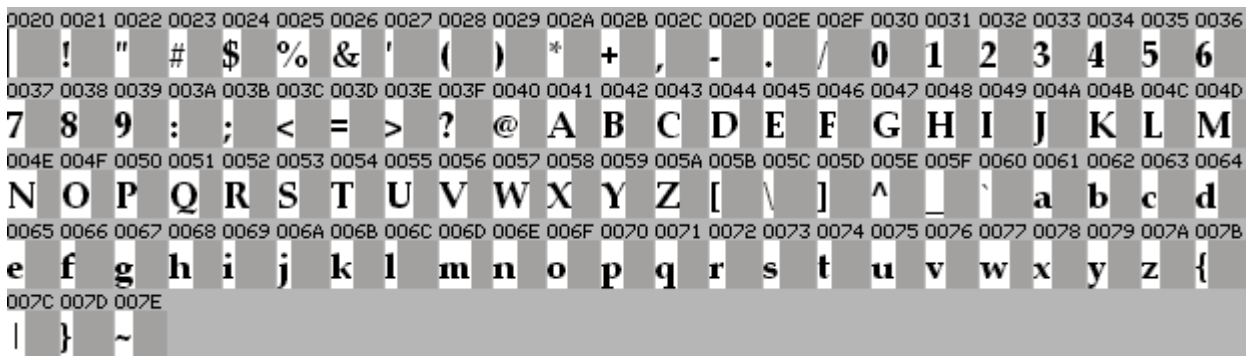 0020 0021 0022 0023 0024 0025 0026 0027 0028 0029 002A 002B 002C 002D 002E 002F 0030 0031 0032 0033 0034 0035 0036
! " # $ % & ' ( ) * + , - . / 0 1 2 3 4 5 6
0037 0038 0039 003A 003B 003C 003D 003E 003F 0040 0041 0042 0043 0044 0045 0046 0047 0048 0049 004A 004B 004C 004D
7 8 9 : ; < = > ? @ A B C D E F G H I J K L M
004E 004F 0050 0051 0052 0053 0054 0055 0056 0057 0058 0059 005A 005B 005C 005D 005E 005F 0060 0061 0062 0063 0064
N O P Q R S T U V W X Y Z [ \ ] ^ _ ` a b c d
0065 0066 0067 0068 0069 006A 006B 006C 006D 006E 006F 0070 0071 0072 0073 0074 0075 0076 0077 0078 0079 007A 007B
e f g h i j k l m n o p q r s t u v w x y z {
007C 007D 007E
| } ~